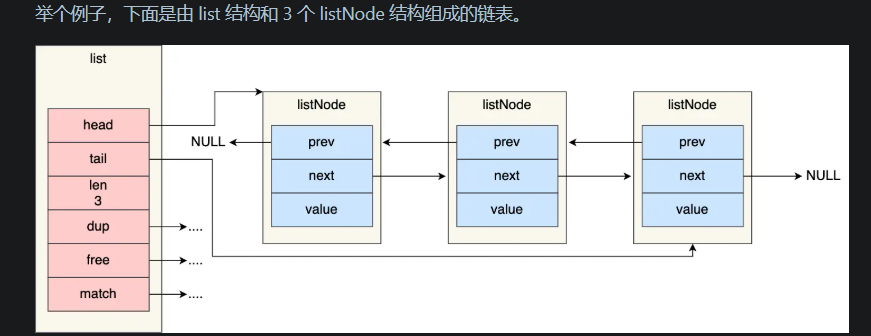 举个例子，下面是由 list 结构和 3 个 listNode 结构组成的链表。
list
head
tail
len
3
dup
....
free
....
match
....
NULL
listNode
prev
next
value
listNode
prev
next
value
listNode
prev
next
value
NULL